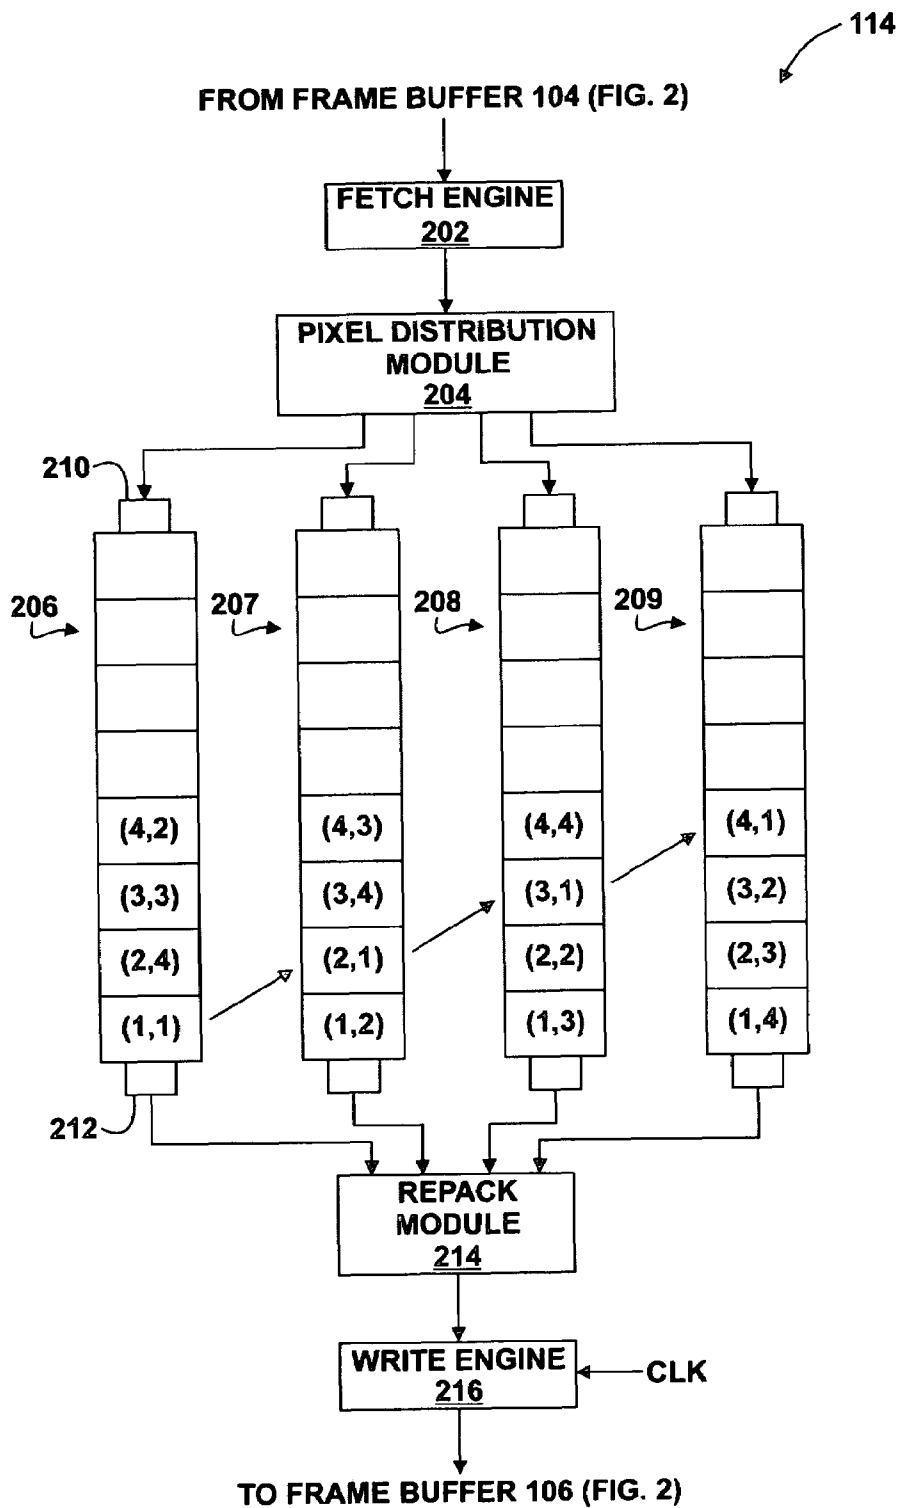 114
FROM FRAME BUFFER 104 (FIG. 2)
FETCH ENGINE
202
PIXEL DISTRIBUTION
MODULE
204
210
206
207
208
209
(4,2) (4,3) (4,4) (4,1)
(3,3) (3,4) (3,1) (3,2)
(2,4) (2,1) (2,2) (2,3)
(1,1) (1,2) (1,3) (1,4)
212
REPACK
MODULE
214
WRITE ENGINE
216
CLK
TO FRAME BUFFER 106 (FIG. 2)